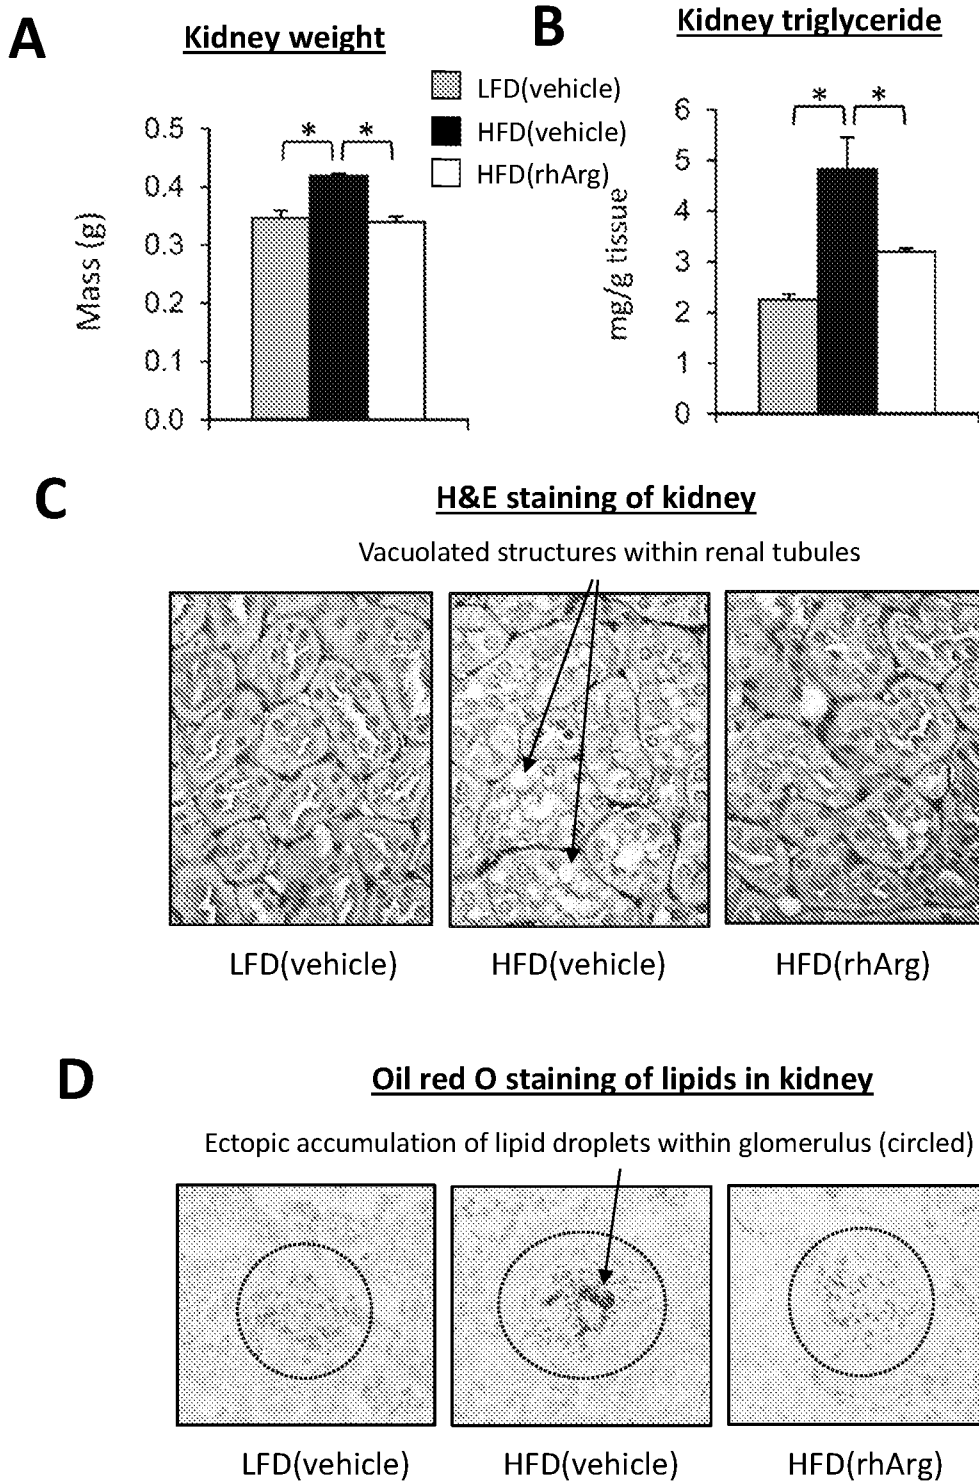 A
Kidney weight
LFD(vehicle)
HFD(vehicle)
HFD(rhArg)
Mass (g)
0.5
0.4
0.3
0.2
0.1
0.0
*
*
B
Kidney triglyceride
mg/g tissue
6
5
4
3
2
1
0
*
*
C
H&E staining of kidney
Vacuolated structures within renal tubules
LFD(vehicle)
HFD(vehicle)
HFD(rhArg)
D
Oil red O staining of lipids in kidney
Ectopic accumulation of lipid droplets within glomerulus (circled)
LFD(vehicle)
HFD(vehicle)
HFD(rhArg)